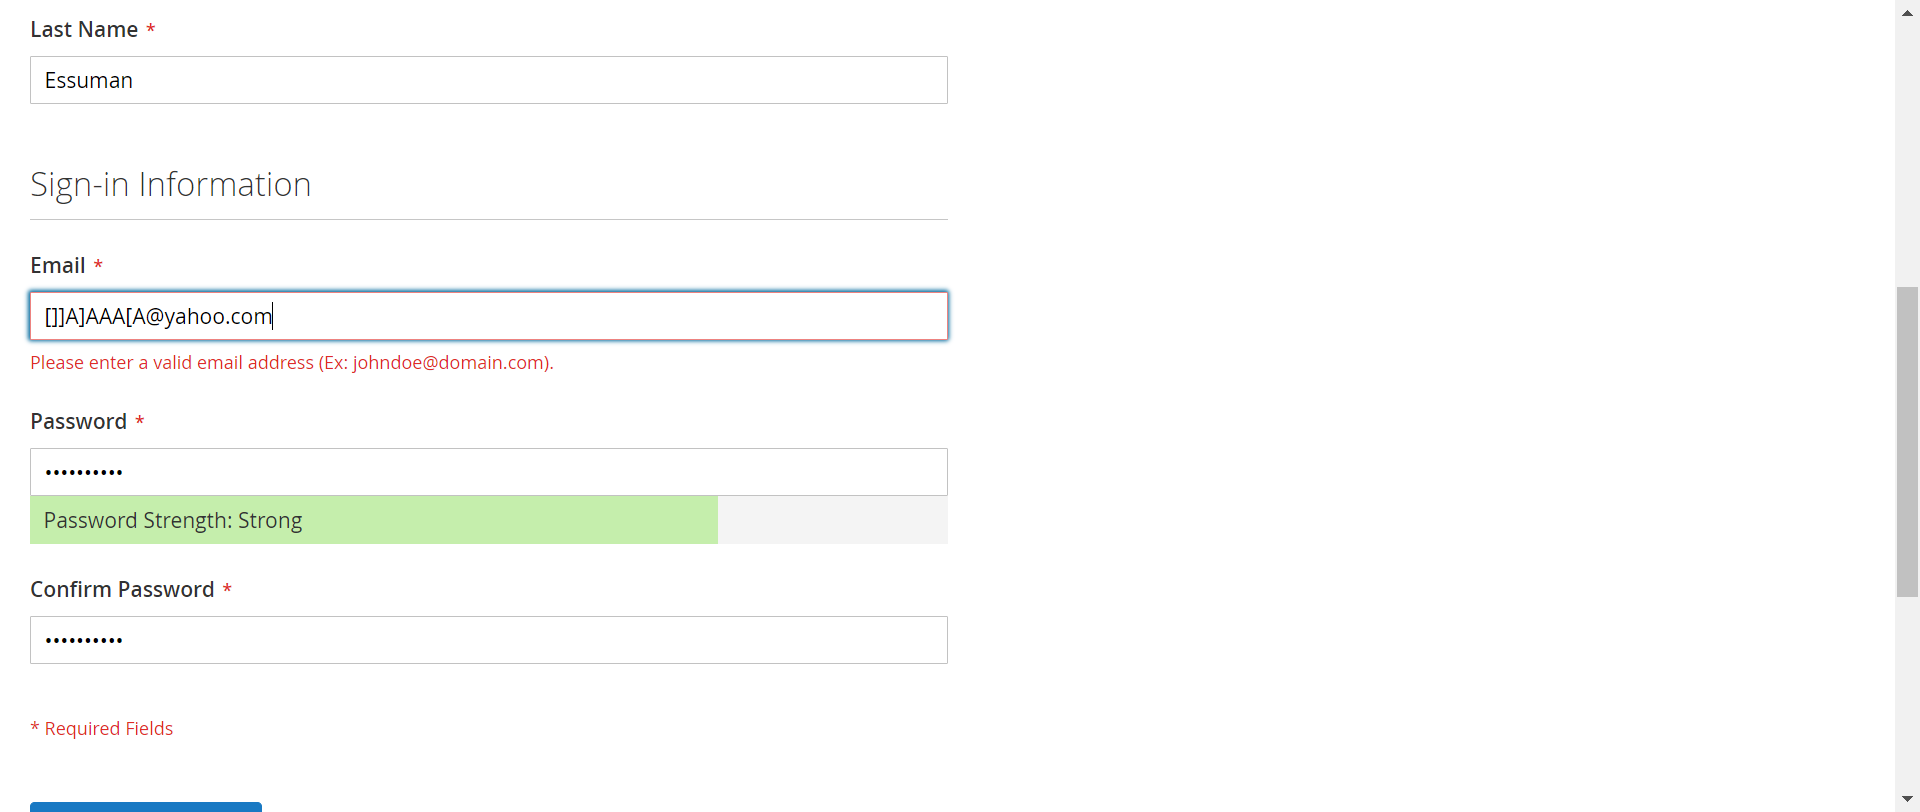 Last Name *
Essuman
Sign-in Information
Email *
[]]A]AAA[A@yahoo.com
Please enter a valid email address (Ex: johndoe@domain.com).
Password *
••••••••••
Password Strength: Strong
Confirm Password *
••••••••••
* Required Fields